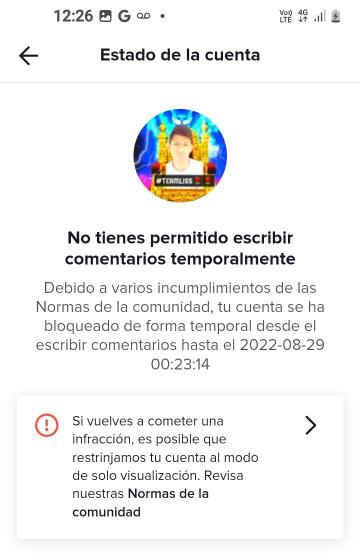 12:26 G
Voo) 4G
LTE
Estado de la cuenta
#TEAMLISS
No tienes permitido escribir
comentarios temporalmente
Debido a varios incumplimientos de las
Normas de la comunidad, tu cuenta se ha
bloqueado de forma temporal desde el
escribir comentarios hasta el 2022-08-29
00:23:14
Si vuelves a cometer una
infracción, es posible que
restrinjamos tu cuenta al modo
de solo visualización. Revisa
nuestras Normas de la
comunidad